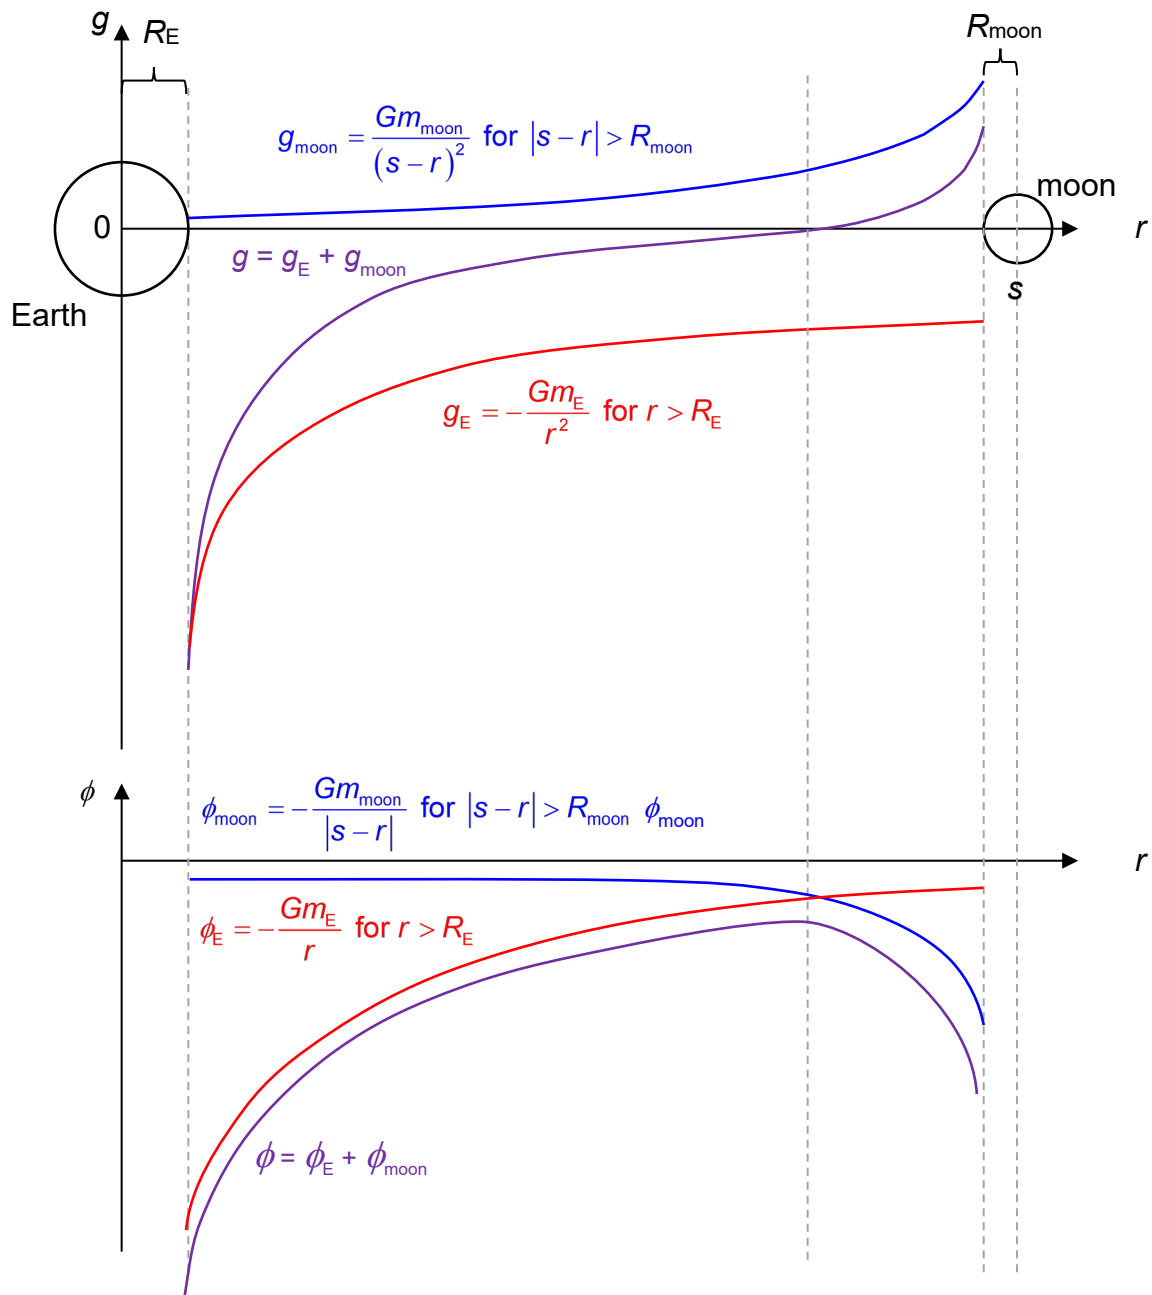 g
R_E
R_moon
g_moon = Gm_moon / (s − r)² for |s − r| > R_moon
moon
0
r
g = g_E + g_moon
s
Earth
g_E = − Gm_E / r² for r > R_E
ϕ
ϕ_moon = − Gm_moon / |s − r| for |s − r| > R_moon ϕ_moon
r
ϕ_E = − Gm_E / r for r > R_E
ϕ = ϕ_E + ϕ_moon